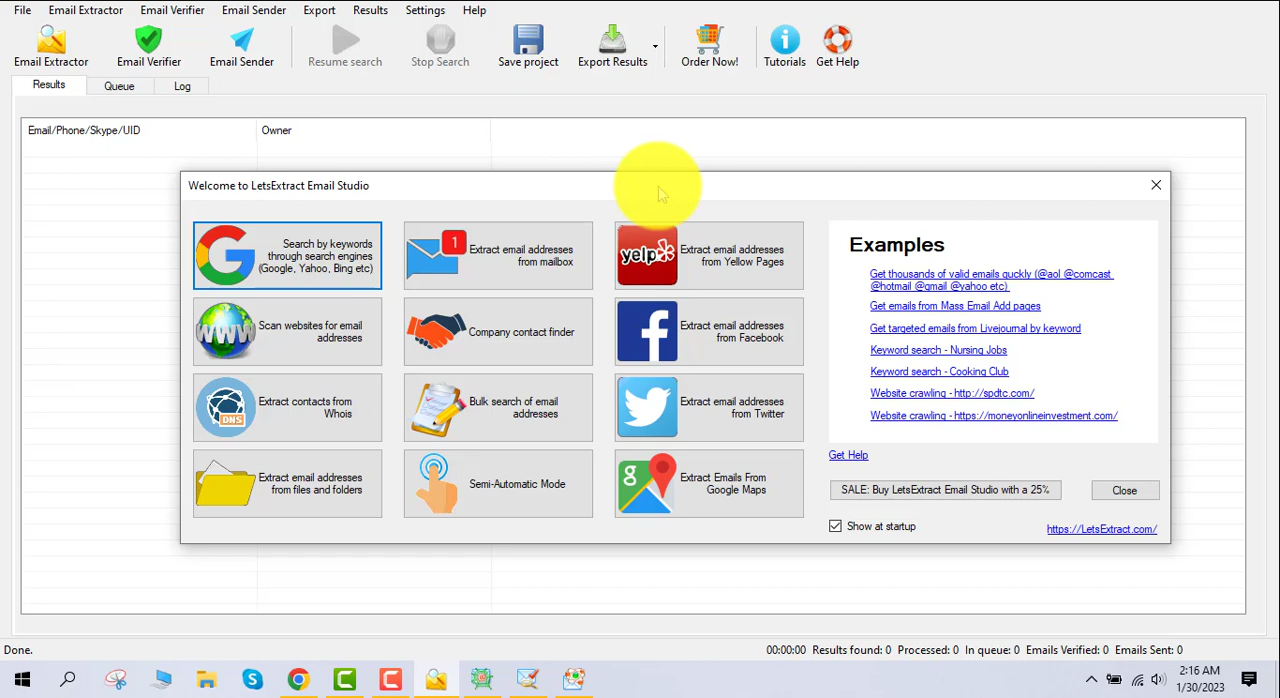 File Email Extractor Email Verifier Email Sender Export Results Settings Help
Email Extractor Email Verifier Email Sender Resume search Stop Search Save project Export Results Order Now! Tutorials Get Help
Results Queue Log
Email/Phone/Skype/UID Owner
Welcome to LetsExtract Email Studio
Search by keywords
through search engines
(Google, Yahoo, Bing etc)
1
Extract email addresses
from mailbox
yelp
Extract email addresses
from Yellow Pages
WWW
Scan websites for email
addresses
Company contact finder
f
Extract email addresses
from Facebook
DNS
Extract contacts from
Whois
Bulk search of email
addresses
Extract email addresses
from Twitter
Extract email addresses
from files and folders
Semi-Automatic Mode
g
Extract Emails From
Google Maps
Examples
Get thousands of valid emails quckly (@aol @comcast
@hotmail @gmail @yahoo etc)
Get emails from Mass Email Add pages
Get targeted emails from Livejournal by keyword
Keyword search - Nursing Jobs
Keyword search - Cooking Club
Website crawling - http://spdtc.com/
Website crawling - https://moneyonlineinvestment.com/
Get Help
SALE: Buy LetsExtract Email Studio with a 25%
Close
Show at startup
https://LetsExtract.com/
Done. 00:00:00 Results found: 0 Processed: 0 In queue: 0 Emails Verified: 0 Emails Sent: 0
2:16 AM
1/30/2023